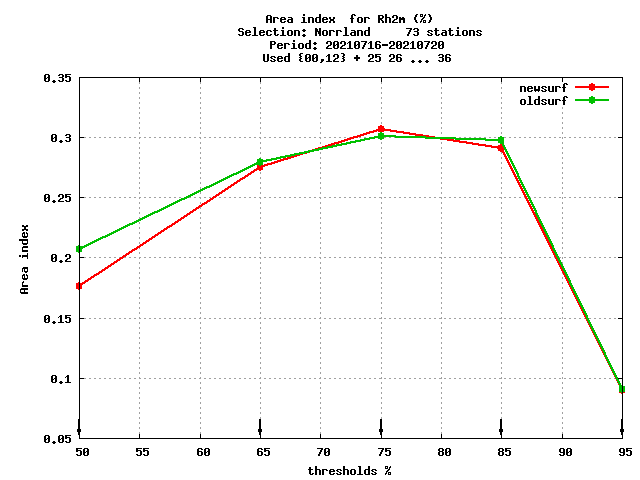 Area index  for Rh2m (%)
Selection: Norrland     73 stations
Period: 20210716-20210720
Used {00,12} + 25 26 ... 36
newsurf
oldsurf
0.35
0.3
0.25
0.2
0.15
0.1
0.05
Area index
50 55 60 65 70 75 80 85 90 95
thresholds %